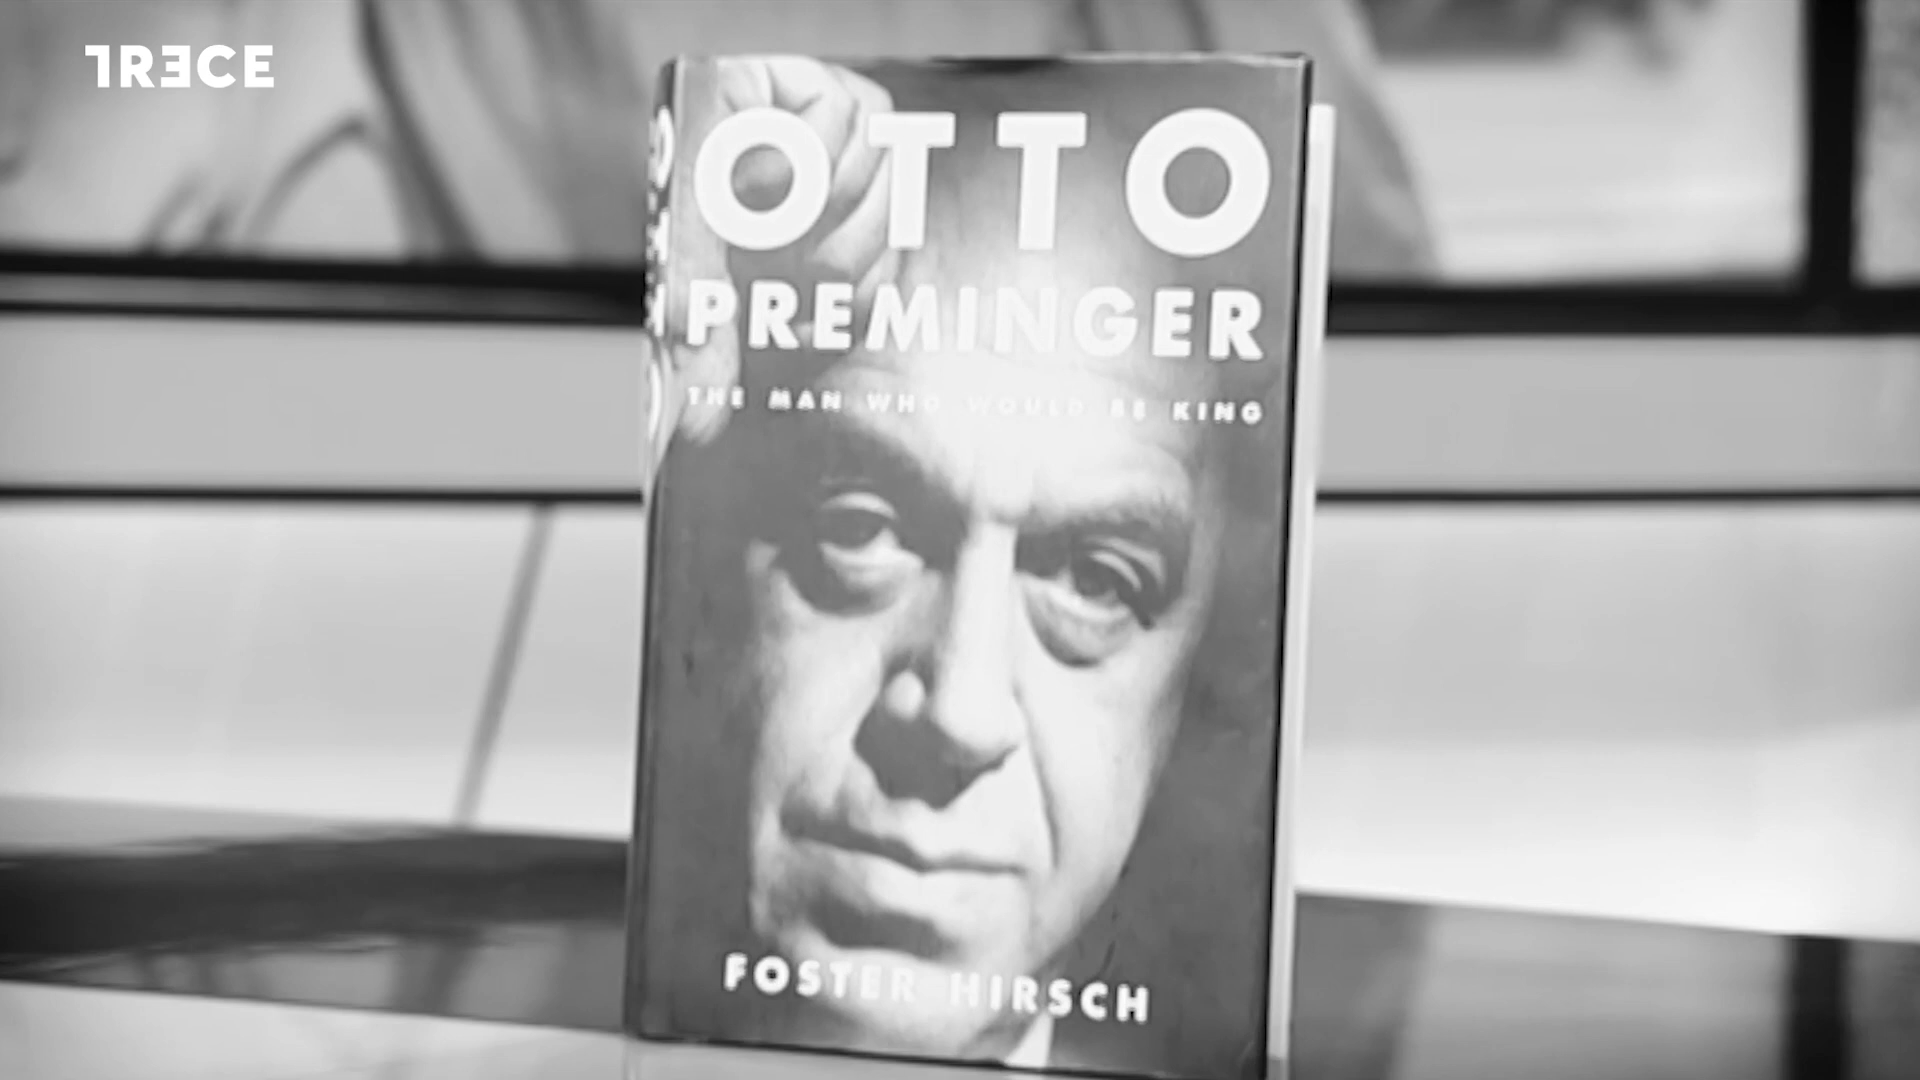 TRECE
OTTO
PREMINGER
THE MAN WHO WOULD BE KING
FOSTER HIRSCH